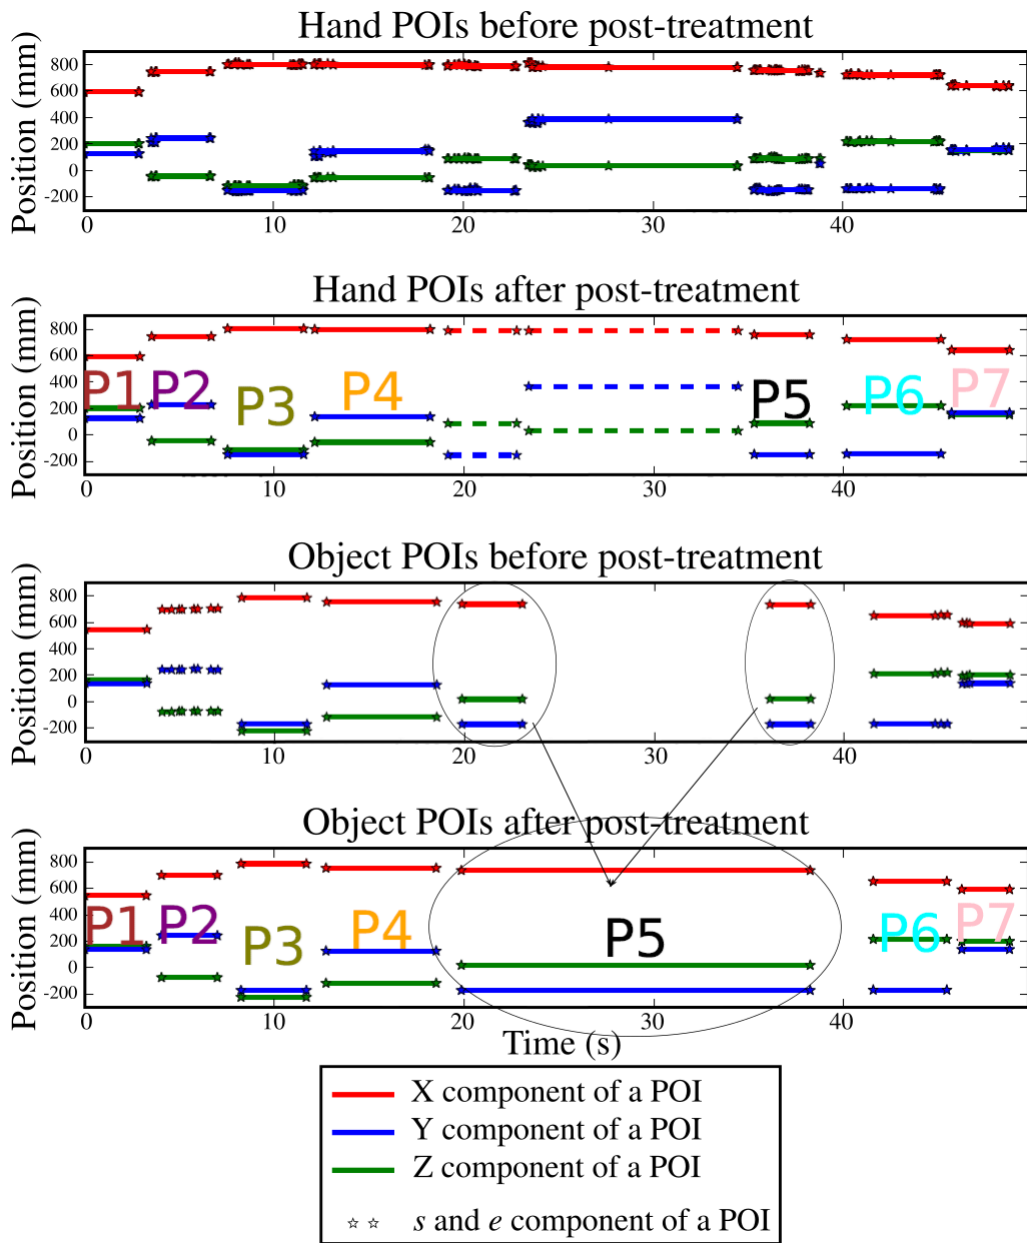 Hand POIs before post-treatment
Position (mm)
800
600
400
200
0
-200
0 10 20 30 40
Hand POIs after post-treatment
Position (mm)
800
600
400
200
0
-200
P1 P2 P3 P4 P5 P6 P7
0 10 20 30 40
Object POIs before post-treatment
Position (mm)
800
600
400
200
0
-200
0 10 20 30 40
Object POIs after post-treatment
Position (mm)
800
600
400
200
0
-200
P1 P2 P3 P4 P5 P6 P7
0 10 20 30 40
Time (s)
X component of a POI
Y component of a POI
Z component of a POI
s and e component of a POI